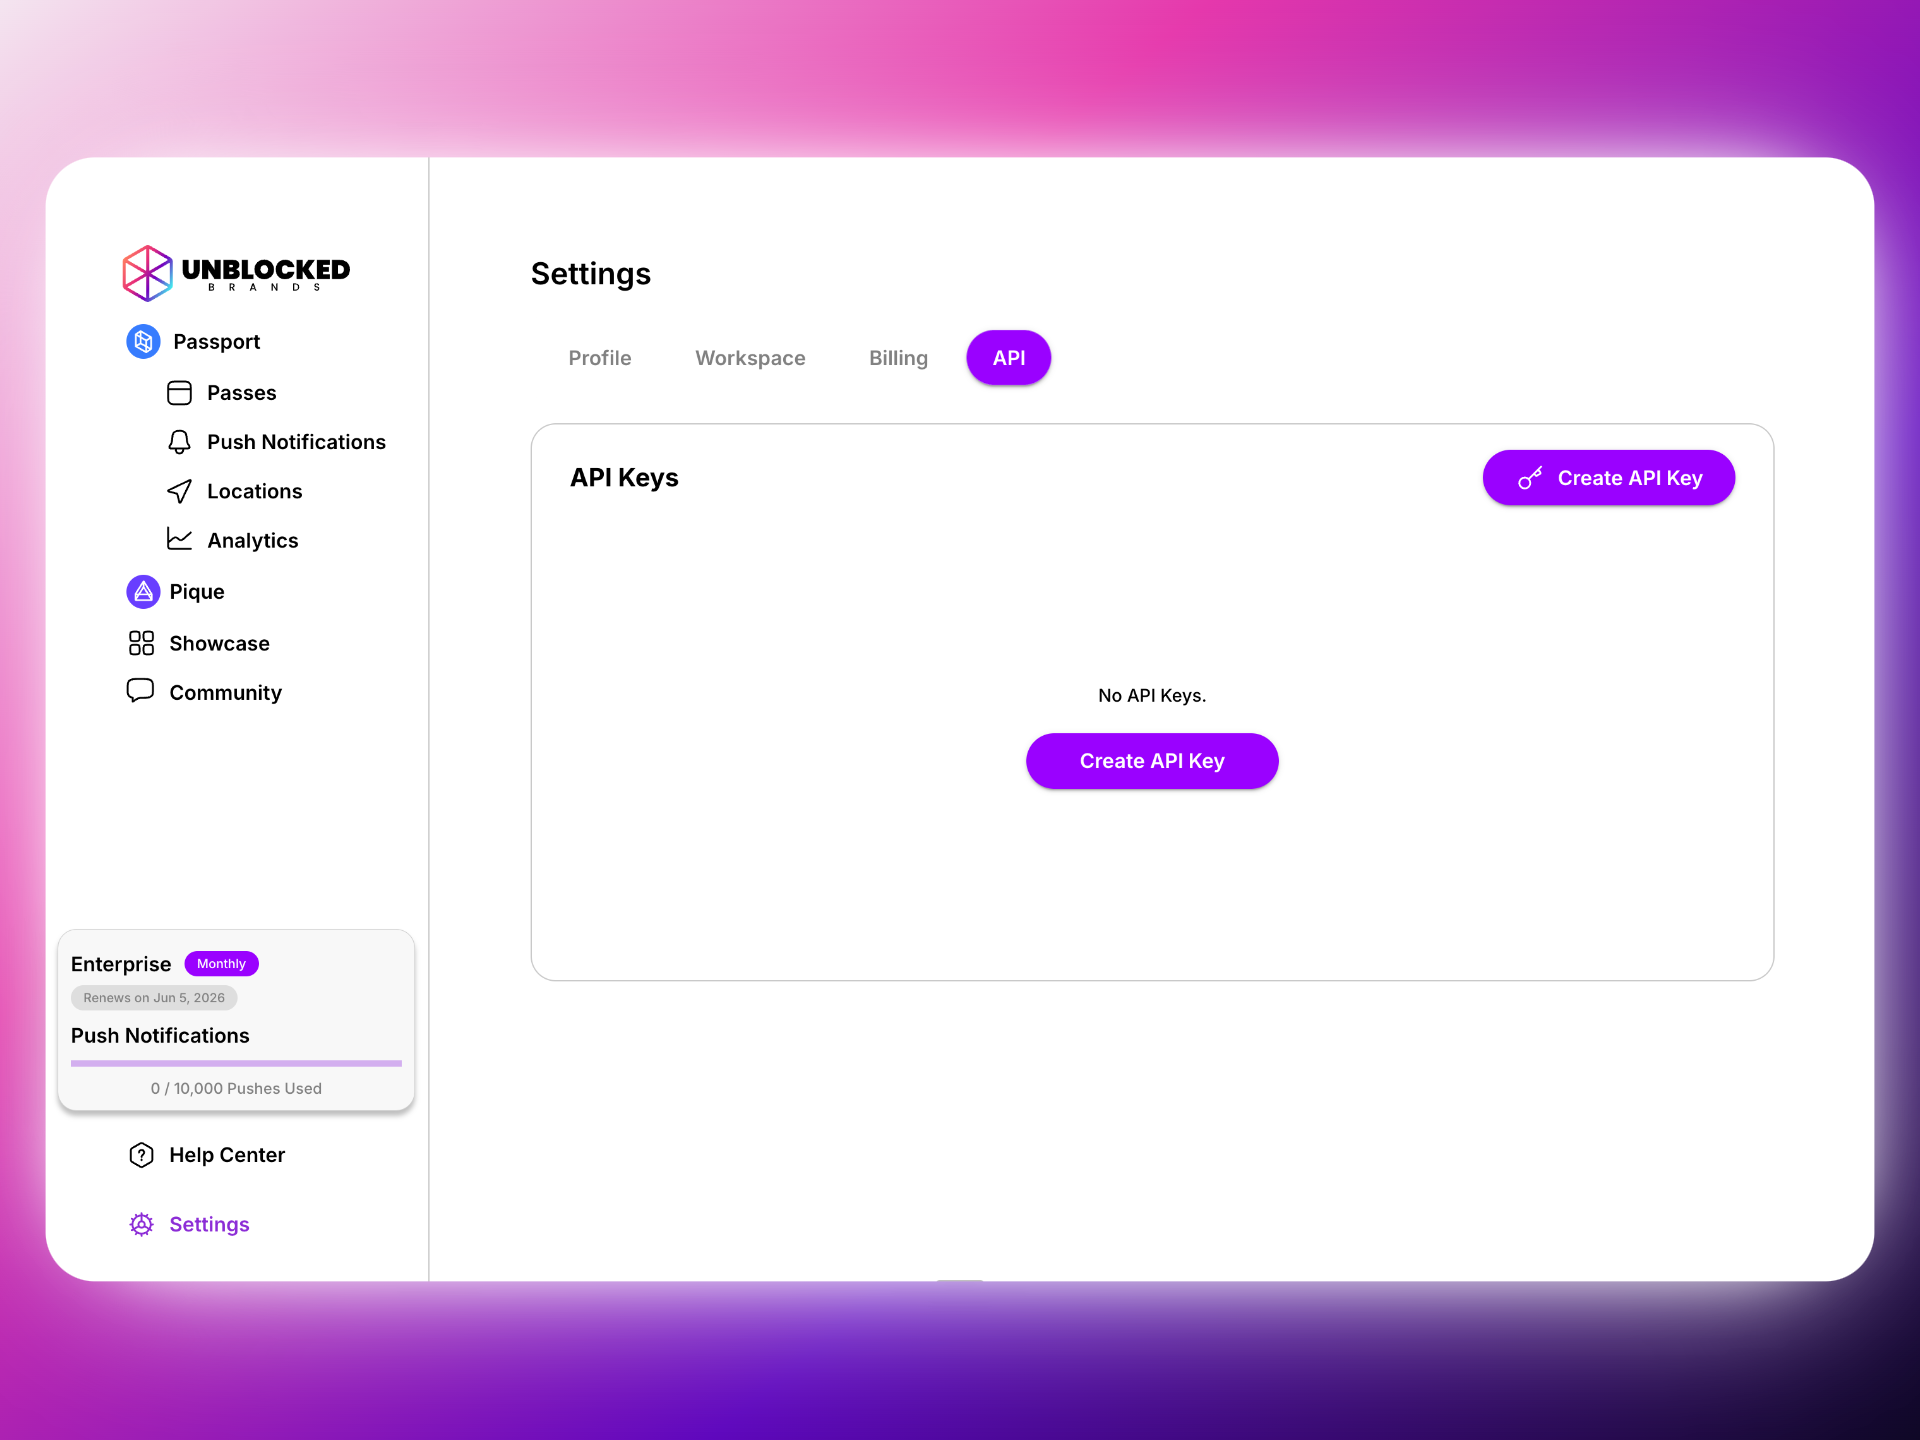 UNBLOCKED
BRANDS
Passport
Passes
Push Notifications
Locations
Analytics
Pique
Showcase
Community
Enterprise
Monthly
Renews on Jun 5, 2026
Push Notifications
0 / 10,000 Pushes Used
Help Center
Settings
Settings
Profile
Workspace
Billing
API
API Keys
Create API Key
No API Keys.
Create API Key